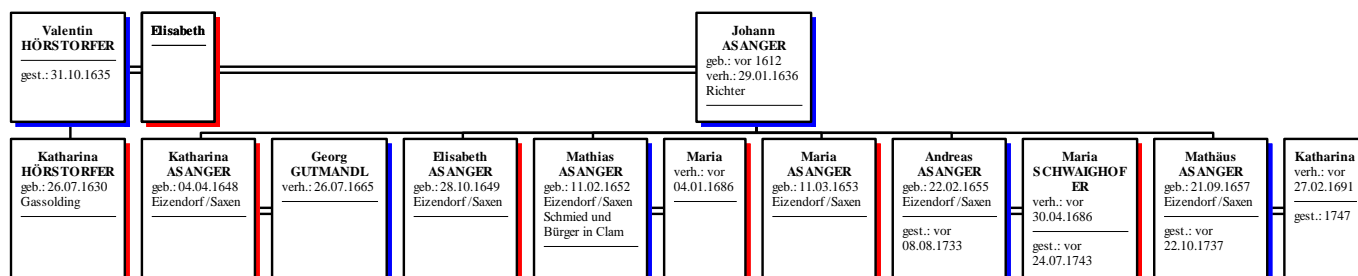 Valentin
HÖRSTORFER
gest.: 31.10.1635
Elisabeth
Johann
ASANGER
geb.: vor 1612
verh.: 29.01.1636
Richter
Katharina
HÖRSTORFER
geb.: 26.07.1630
Gassolding
Katharina
ASANGER
geb.: 04.04.1648
Eizendorf/Saxen
Georg
GUTMANDL
verh.: 26.07.1665
Elisabeth
ASANGER
geb.: 28.10.1649
Eizendorf/Saxen
Mathias
ASANGER
geb.: 11.02.1652
Eizendorf/Saxen
Schmied und
Bürger in Clam
Maria
verh.: vor
04.01.1686
Maria
ASANGER
geb.: 11.03.1653
Eizendorf/Saxen
Andreas
ASANGER
geb.: 22.02.1655
Eizendorf/Saxen
gest.: vor
08.08.1733
Maria
SCHWAIGHOF
ER
verh.: vor
30.04.1686
gest.: vor
24.07.1743
Mathäus
ASANGER
geb.: 21.09.1657
Eizendorf/Saxen
gest.: vor
22.10.1737
Katharina
verh.: vor
27.02.1691
gest.: 1747